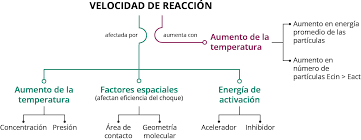 VELOCIDAD DE REACCIÓN
afectada por
aumenta con
Aumento de la
temperatura
Aumento en energía
promedio de las
partículas
Aumento en
número de
partículas Ecin > Eact
Aumento de la
temperatura
Concentración
Presión
Factores espaciales
(afectan eficiencia del choque)
Área de
contacto
Geometría
molecular
Energía de
activación
Acelerador
Inhibidor